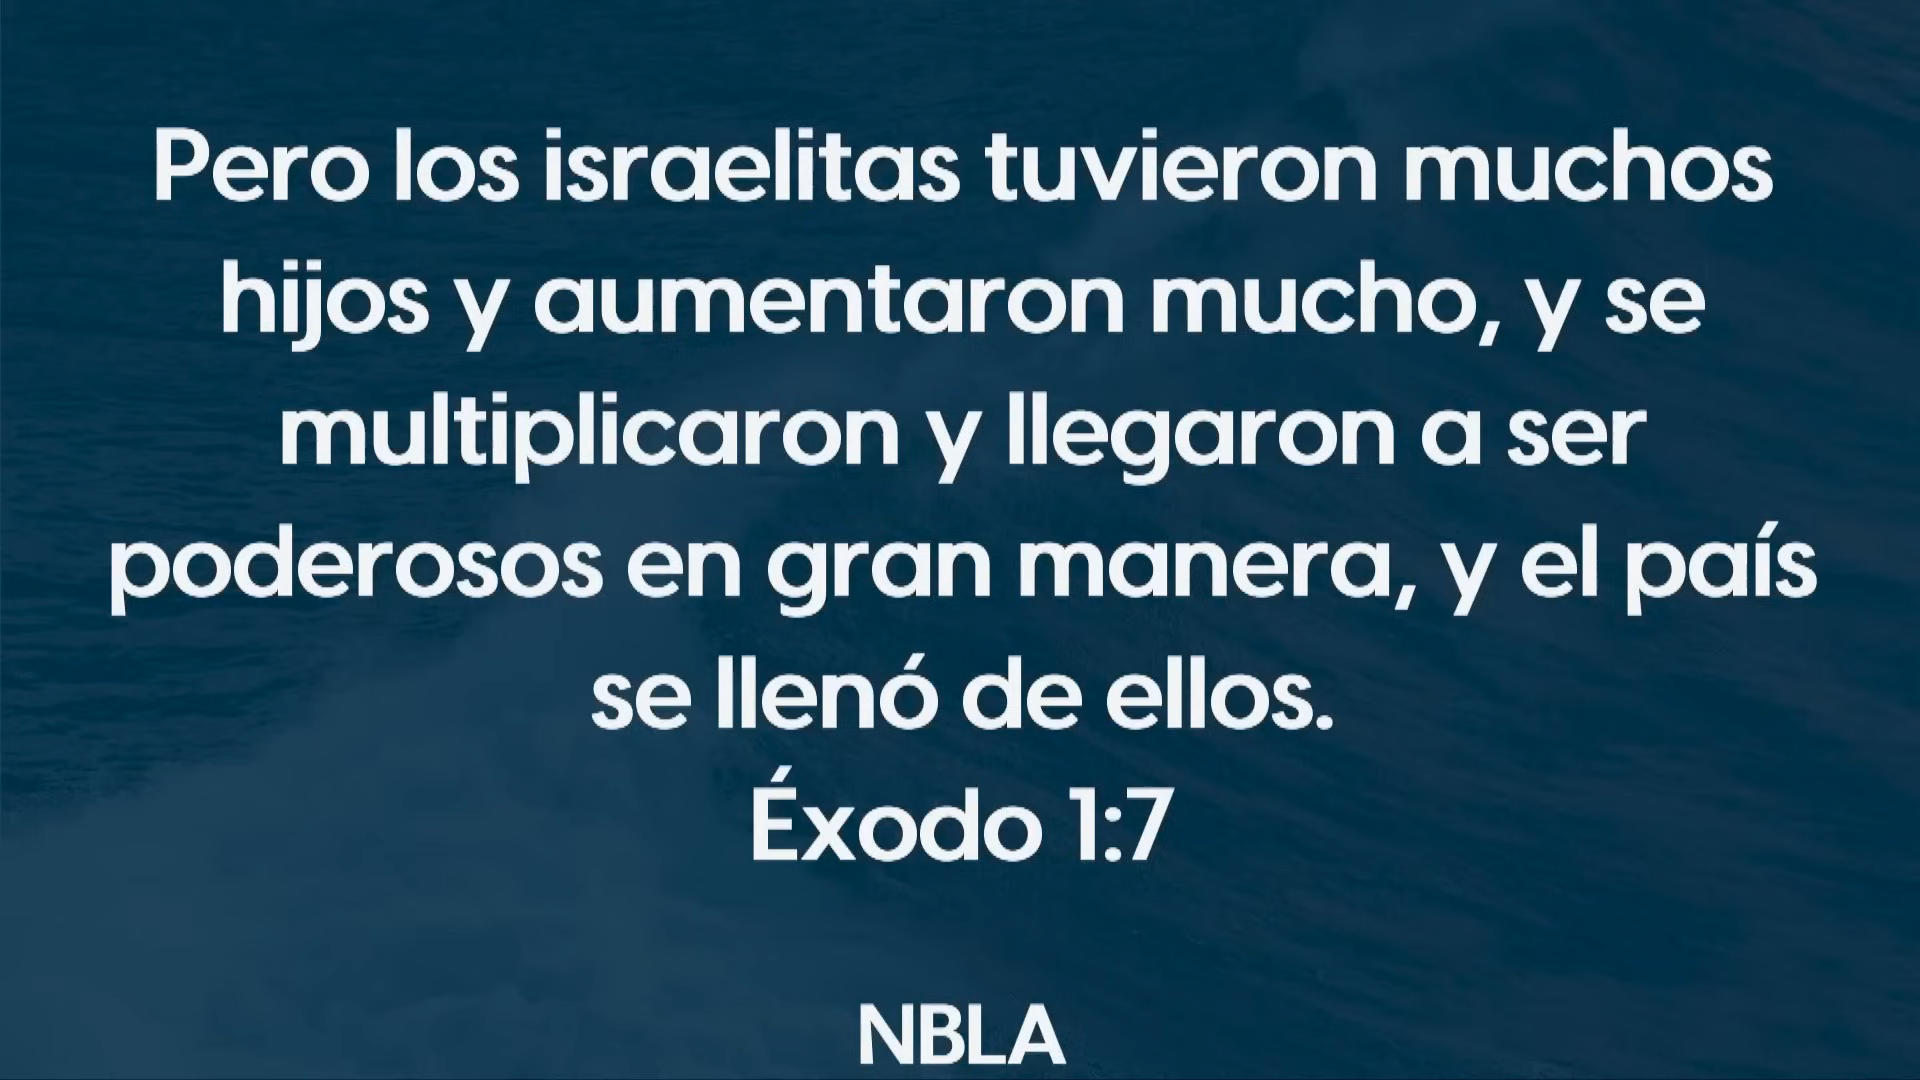 Pero los israelitas tuvieron muchos
hijos y aumentaron mucho, y se
multiplicaron y llegaron a ser
poderosos en gran manera, y el país
se llenó de ellos.
Éxodo 1:7
NBLA